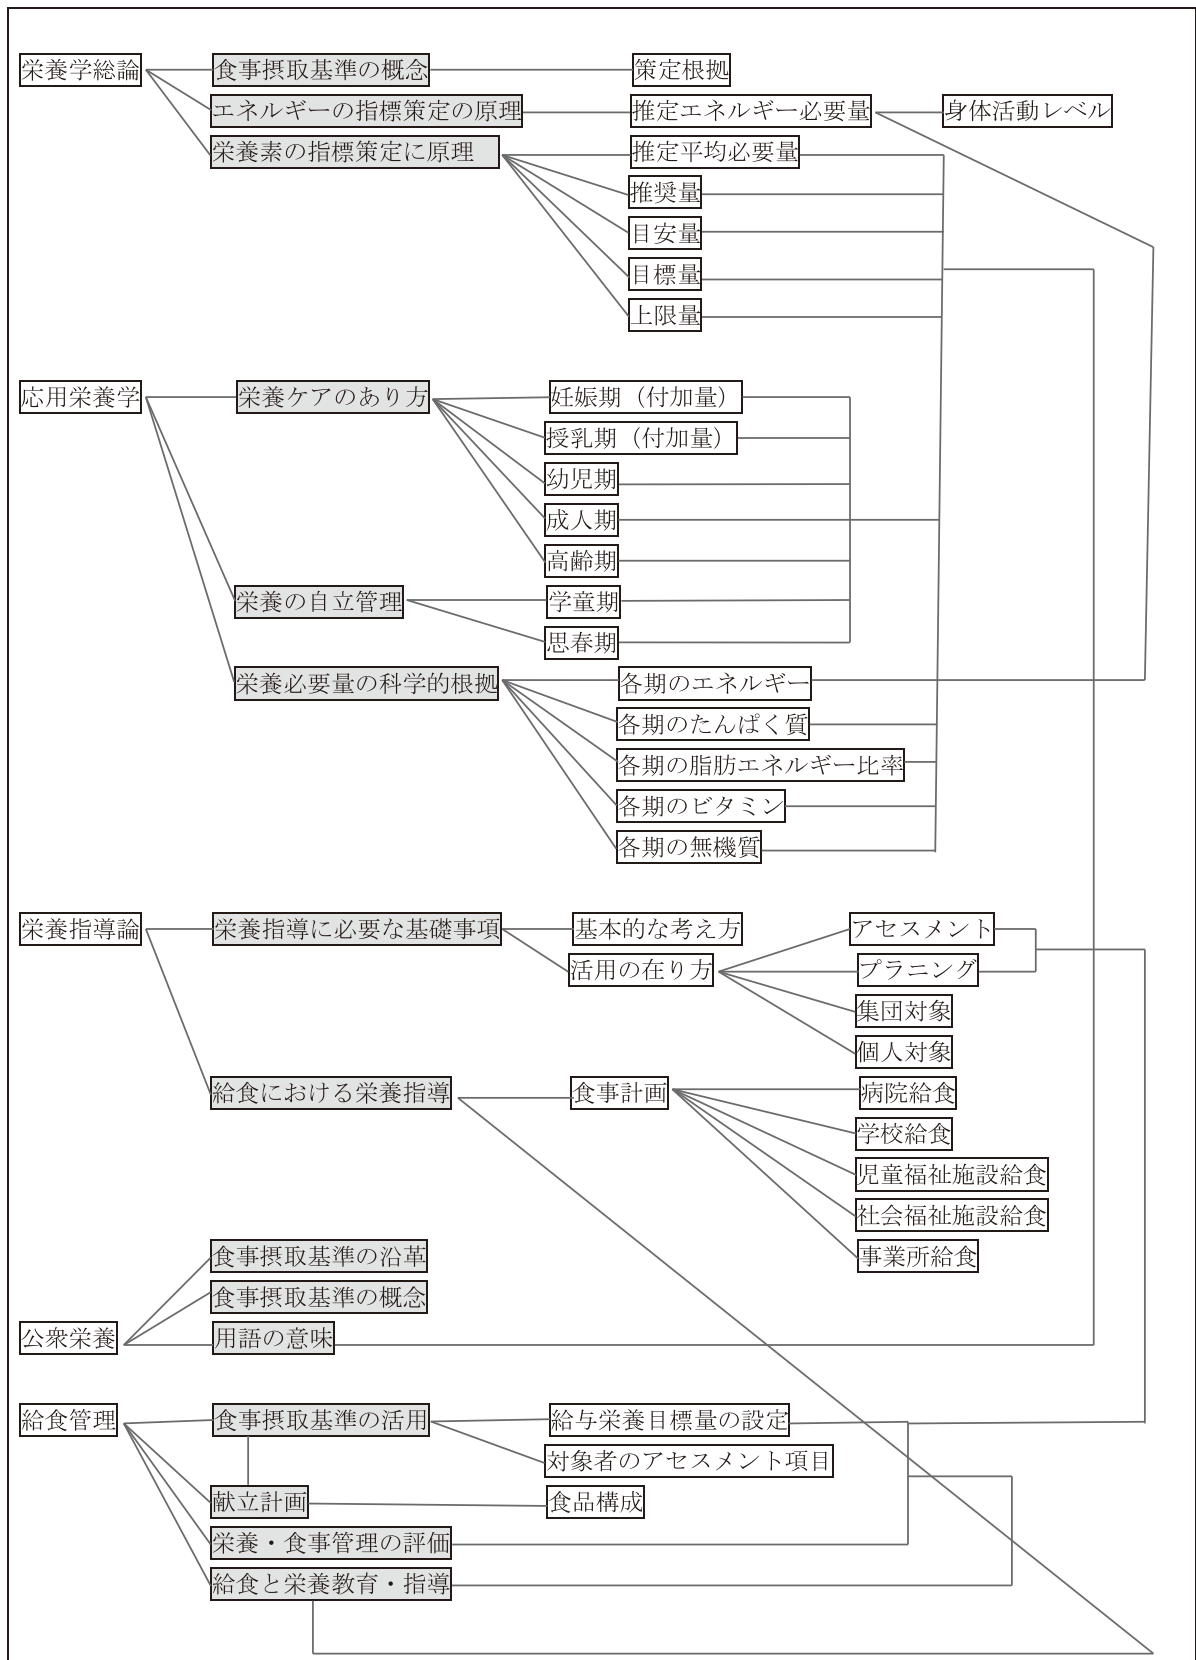 栄養学総論 食事摂取基準の概念 策定根拠
エネルギーの指標策定の原理 推定エネルギー必要量 身体活動レベル
栄養素の指標策定に原理 推定平均必要量
推奨量
目安量
目標量
上限量
応用栄養学 栄養ケアのあり方 妊娠期（付加量）
授乳期（付加量）
幼児期
成人期
高齢期
栄養の自立管理 学童期
思春期
栄養必要量の科学的根拠 各期のエネルギー
各期のたんぱく質
各期の脂肪エネルギー比率
各期のビタミン
各期の無機質
栄養指導論 栄養指導に必要な基礎事項 基本的な考え方 アセスメント
活用の在り方 プラニング
集団対象
個人対象
給食における栄養指導 食事計画 病院給食
学校給食
児童福祉施設給食
社会福祉施設給食
食事摂取基準の沿革 事業所給食
食事摂取基準の概念
公衆栄養 用語の意味
給食管理 食事摂取基準の活用 給与栄養目標量の設定
対象者のアセスメント項目
献立計画 食品構成
栄養・食事管理の評価
給食と栄養教育・指導